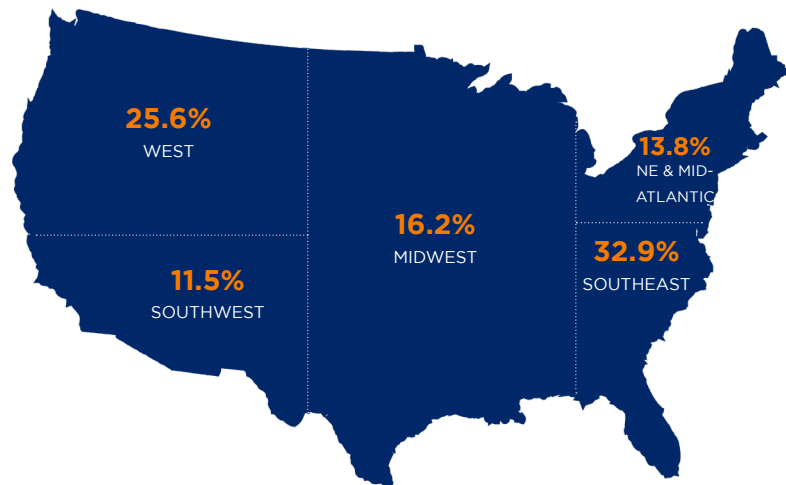 25.6%
WEST
13.8%
NE & MID-
ATLANTIC
16.2%
MIDWEST
32.9%
SOUTHEAST
11.5%
SOUTHWEST